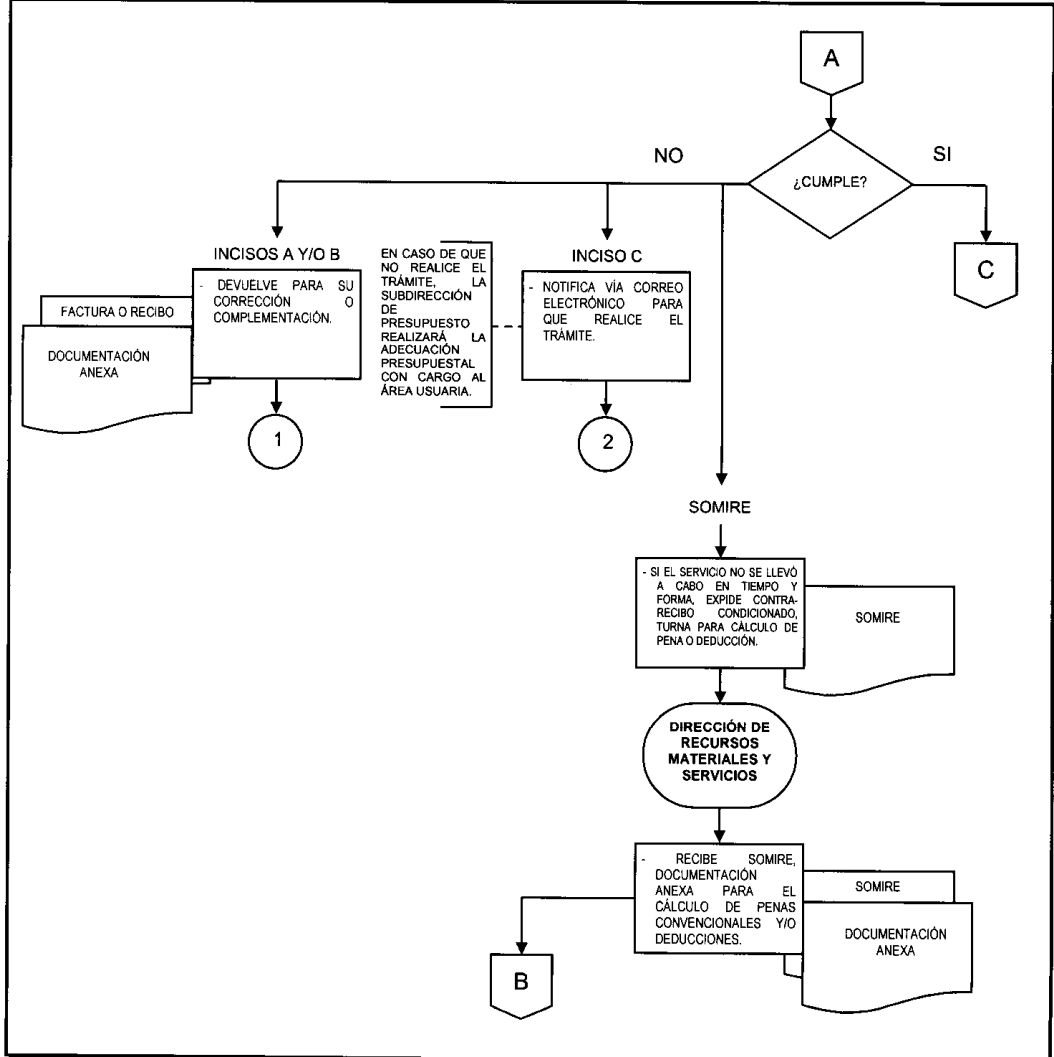 A
NO
SI
¿CUMPLE?
C
INCISOS A Y/O B
- DEVUELVE PARA SU
CORRECCIÓN O
COMPLEMENTACIÓN.
FACTURA O RECIBO
DOCUMENTACIÓN
ANEXA
1
EN CASO DE QUE
NO REALICE EL
TRÁMITE, LA
SUBDIRECCIÓN
DE
PRESUPUESTO
REALIZARÁ LA
ADECUACIÓN
PRESUPUESTAL
CON CARGO AL
ÁREA USUARIA.
INCISO C
- NOTIFICA VÍA CORREO
ELECTRÓNICO PARA
QUE REALICE EL
TRÁMITE.
2
SOMIRE
- SI EL SERVICIO NO SE LLEVÓ
A CABO EN TIEMPO Y
FORMA, EXPIDE CONTRA-
RECIBO CONDICIONADO,
TURNA PARA CÁLCULO DE
PENA O DEDUCCIÓN.
SOMIRE
DIRECCIÓN DE
RECURSOS
MATERIALES Y
SERVICIOS
- RECIBE SOMIRE,
DOCUMENTACIÓN
ANEXA PARA EL
CÁLCULO DE PENAS
CONVENCIONALES Y/O
DEDUCCIONES.
SOMIRE
DOCUMENTACIÓN
ANEXA
B